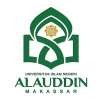 UNIVERSITAS ISLAM NEGERI
ALAUDDIN
MAKASSAR